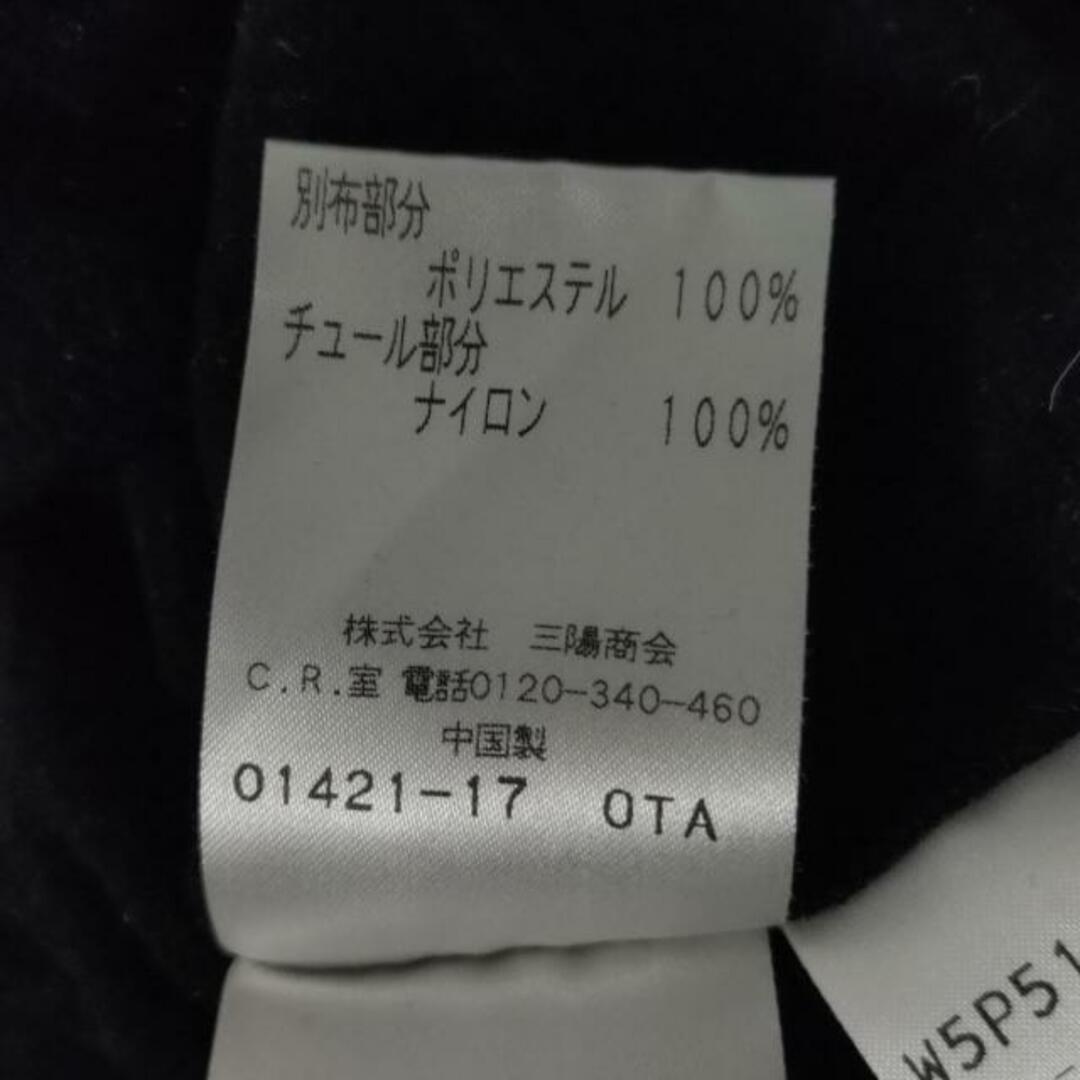 別布部分
ポリエステル 100%
チュール部分
ナイロン 100%
株式会社 三陽商会
C.R.室 電話0120-340-460
中国製
01421-17 OTA
W5P51